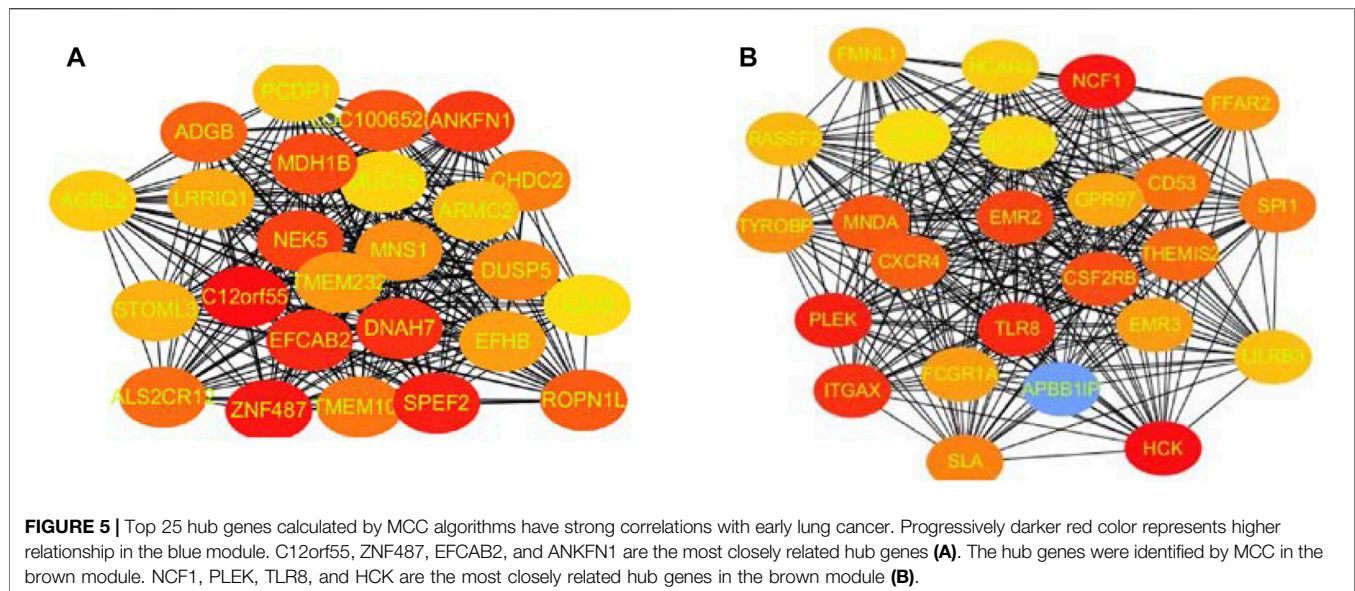 A
PCDP1
ADGB
ANKFN1
MDH1B
CHDC2
AGBL2
LRRIQ1
ARMC2
NEK5
MNS1
DUSP5
TMEM232
C12orf55
STOML3
DNAH7
EFCAB2
EFHB
ALS2CR12
ZNF487
TMEM10
SPEF2
ROPN1L
B
FMNL1
HCAR3
NCF1
FFAR2
RASSF2
CD53
GPR97
SPI1
TYROBP
MNDA
EMR2
THEMIS2
CXCR4
CSF2RB
PLEK
TLR8
EMR3
LILRB3
ITGAX
FCGR1A
APBB1IP
HCK
SLA
FIGURE 5 | Top 25 hub genes calculated by MCC algorithms have strong correlations with early lung cancer. Progressively darker red color represents higher
relationship in the blue module. C12orf55, ZNF487, EFCAB2, and ANKFN1 are the most closely related hub genes (A). The hub genes were identified by MCC in the
brown module. NCF1, PLEK, TLR8, and HCK are the most closely related hub genes in the brown module (B).